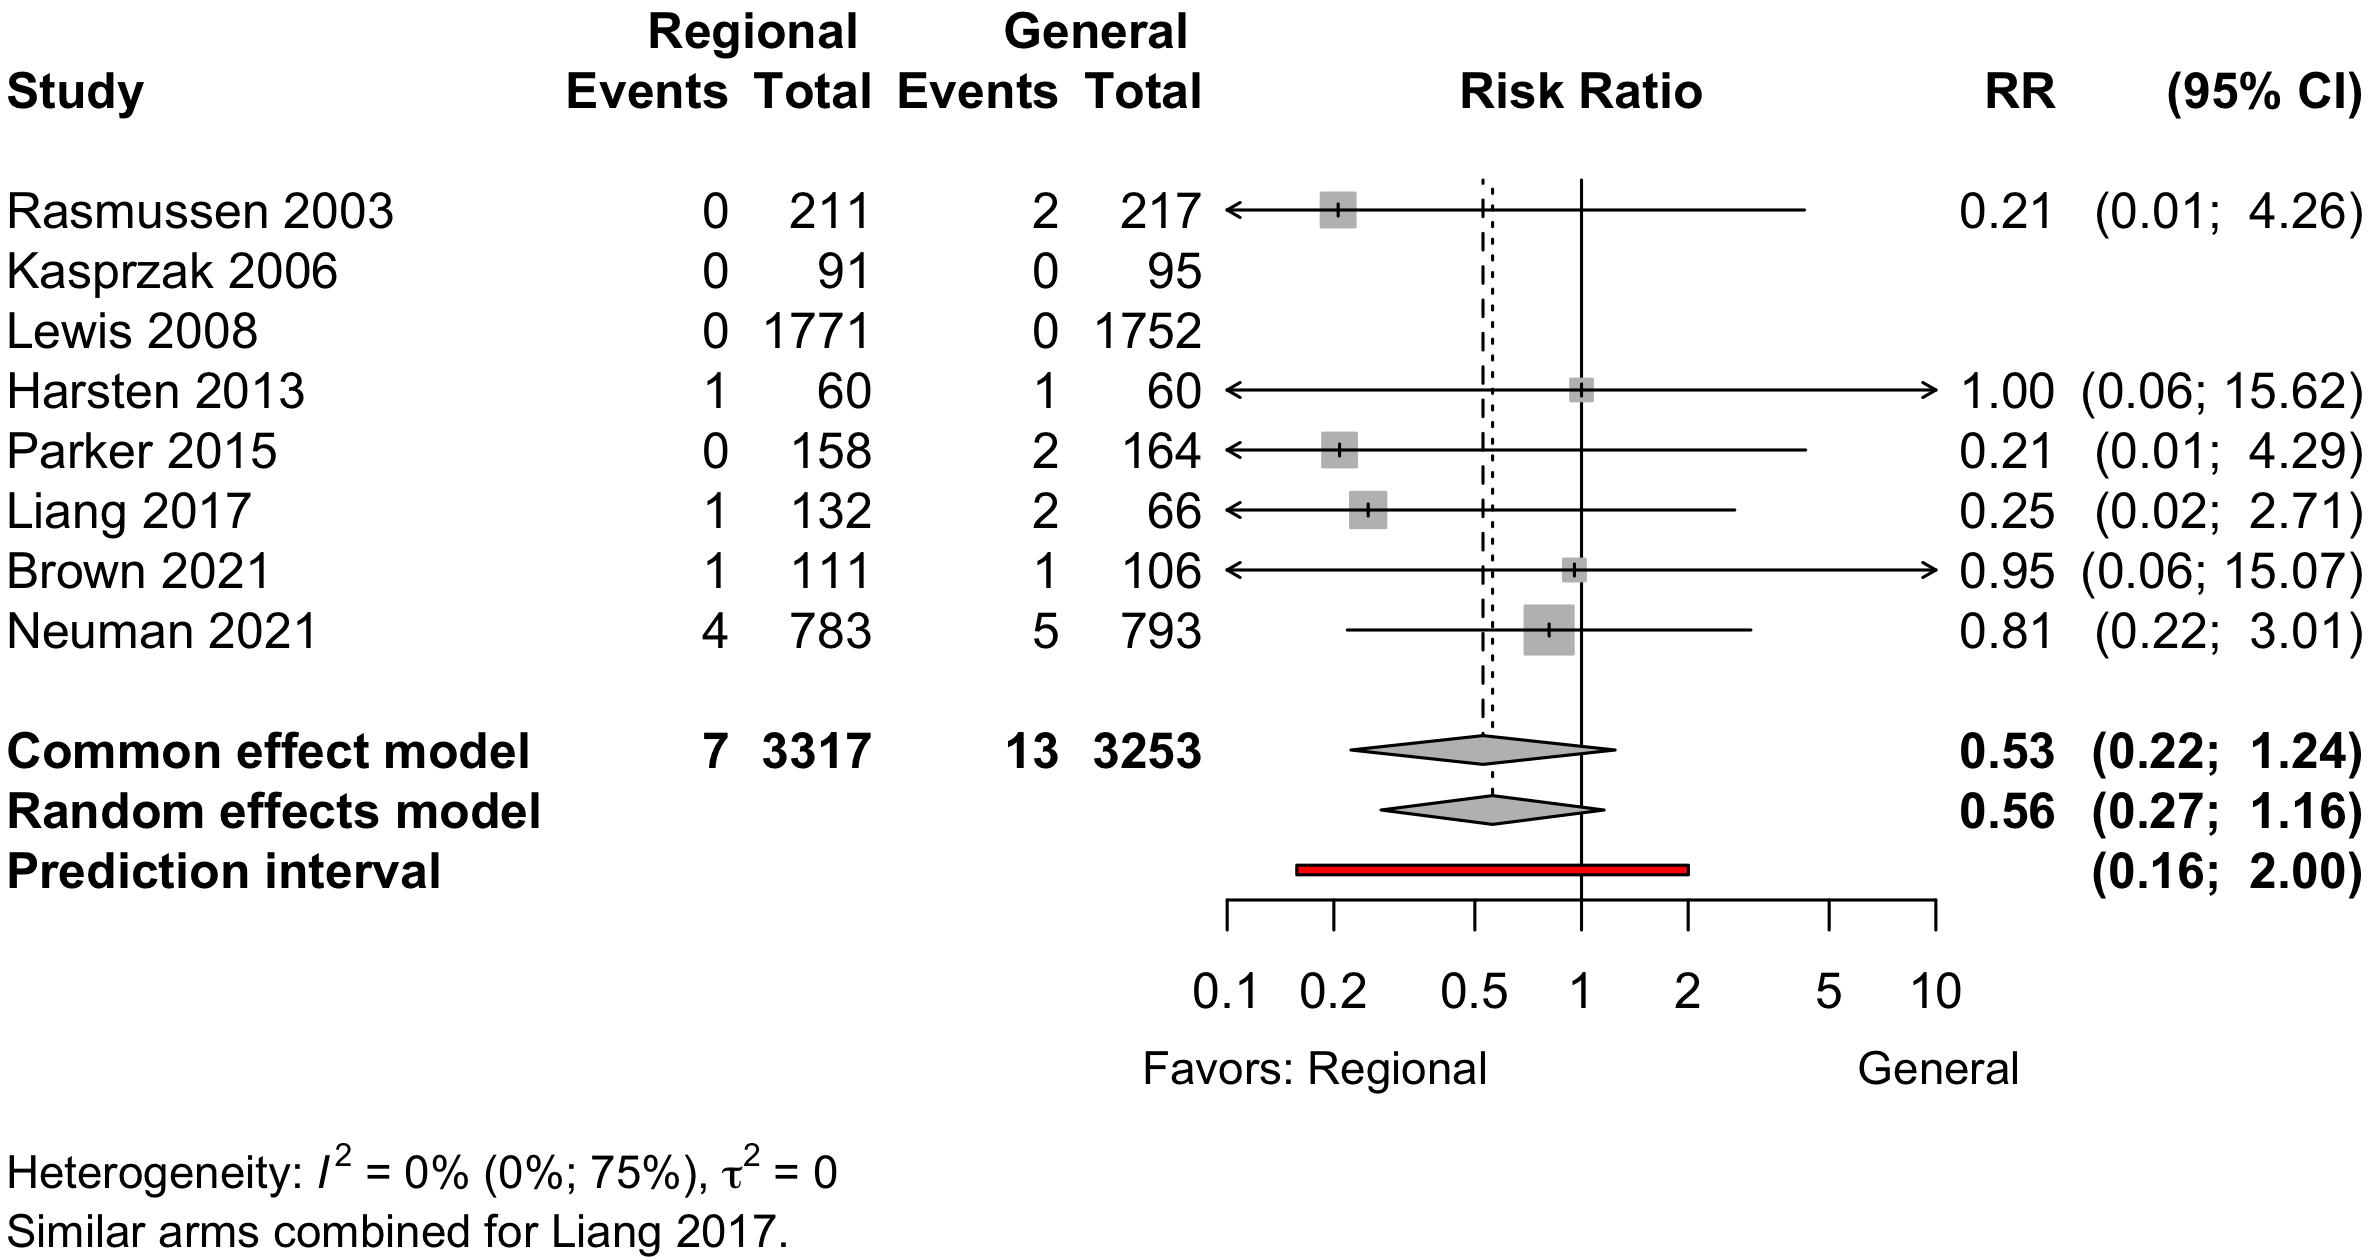 Regional General
Study Events Total Events Total Risk Ratio RR (95% CI)
Rasmussen 2003 0 211 2 217 0.21 (0.01; 4.26)
Kasprzak 2006 0 91 0 95
Lewis 2008 0 1771 0 1752
Harsten 2013 1 60 1 60 1.00 (0.06; 15.62)
Parker 2015 0 158 2 164 0.21 (0.01; 4.29)
Liang 2017 1 132 2 66 0.25 (0.02; 2.71)
Brown 2021 1 111 1 106 0.95 (0.06; 15.07)
Neuman 2021 4 783 5 793 0.81 (0.22; 3.01)
Common effect model 7 3317 13 3253 0.53 (0.22; 1.24)
Random effects model 0.56 (0.27; 1.16)
Prediction interval (0.16; 2.00)
0.1 0.2 0.5 1 2 5 10
Favors: Regional General
Heterogeneity: I² = 0% (0%; 75%), τ² = 0
Similar arms combined for Liang 2017.